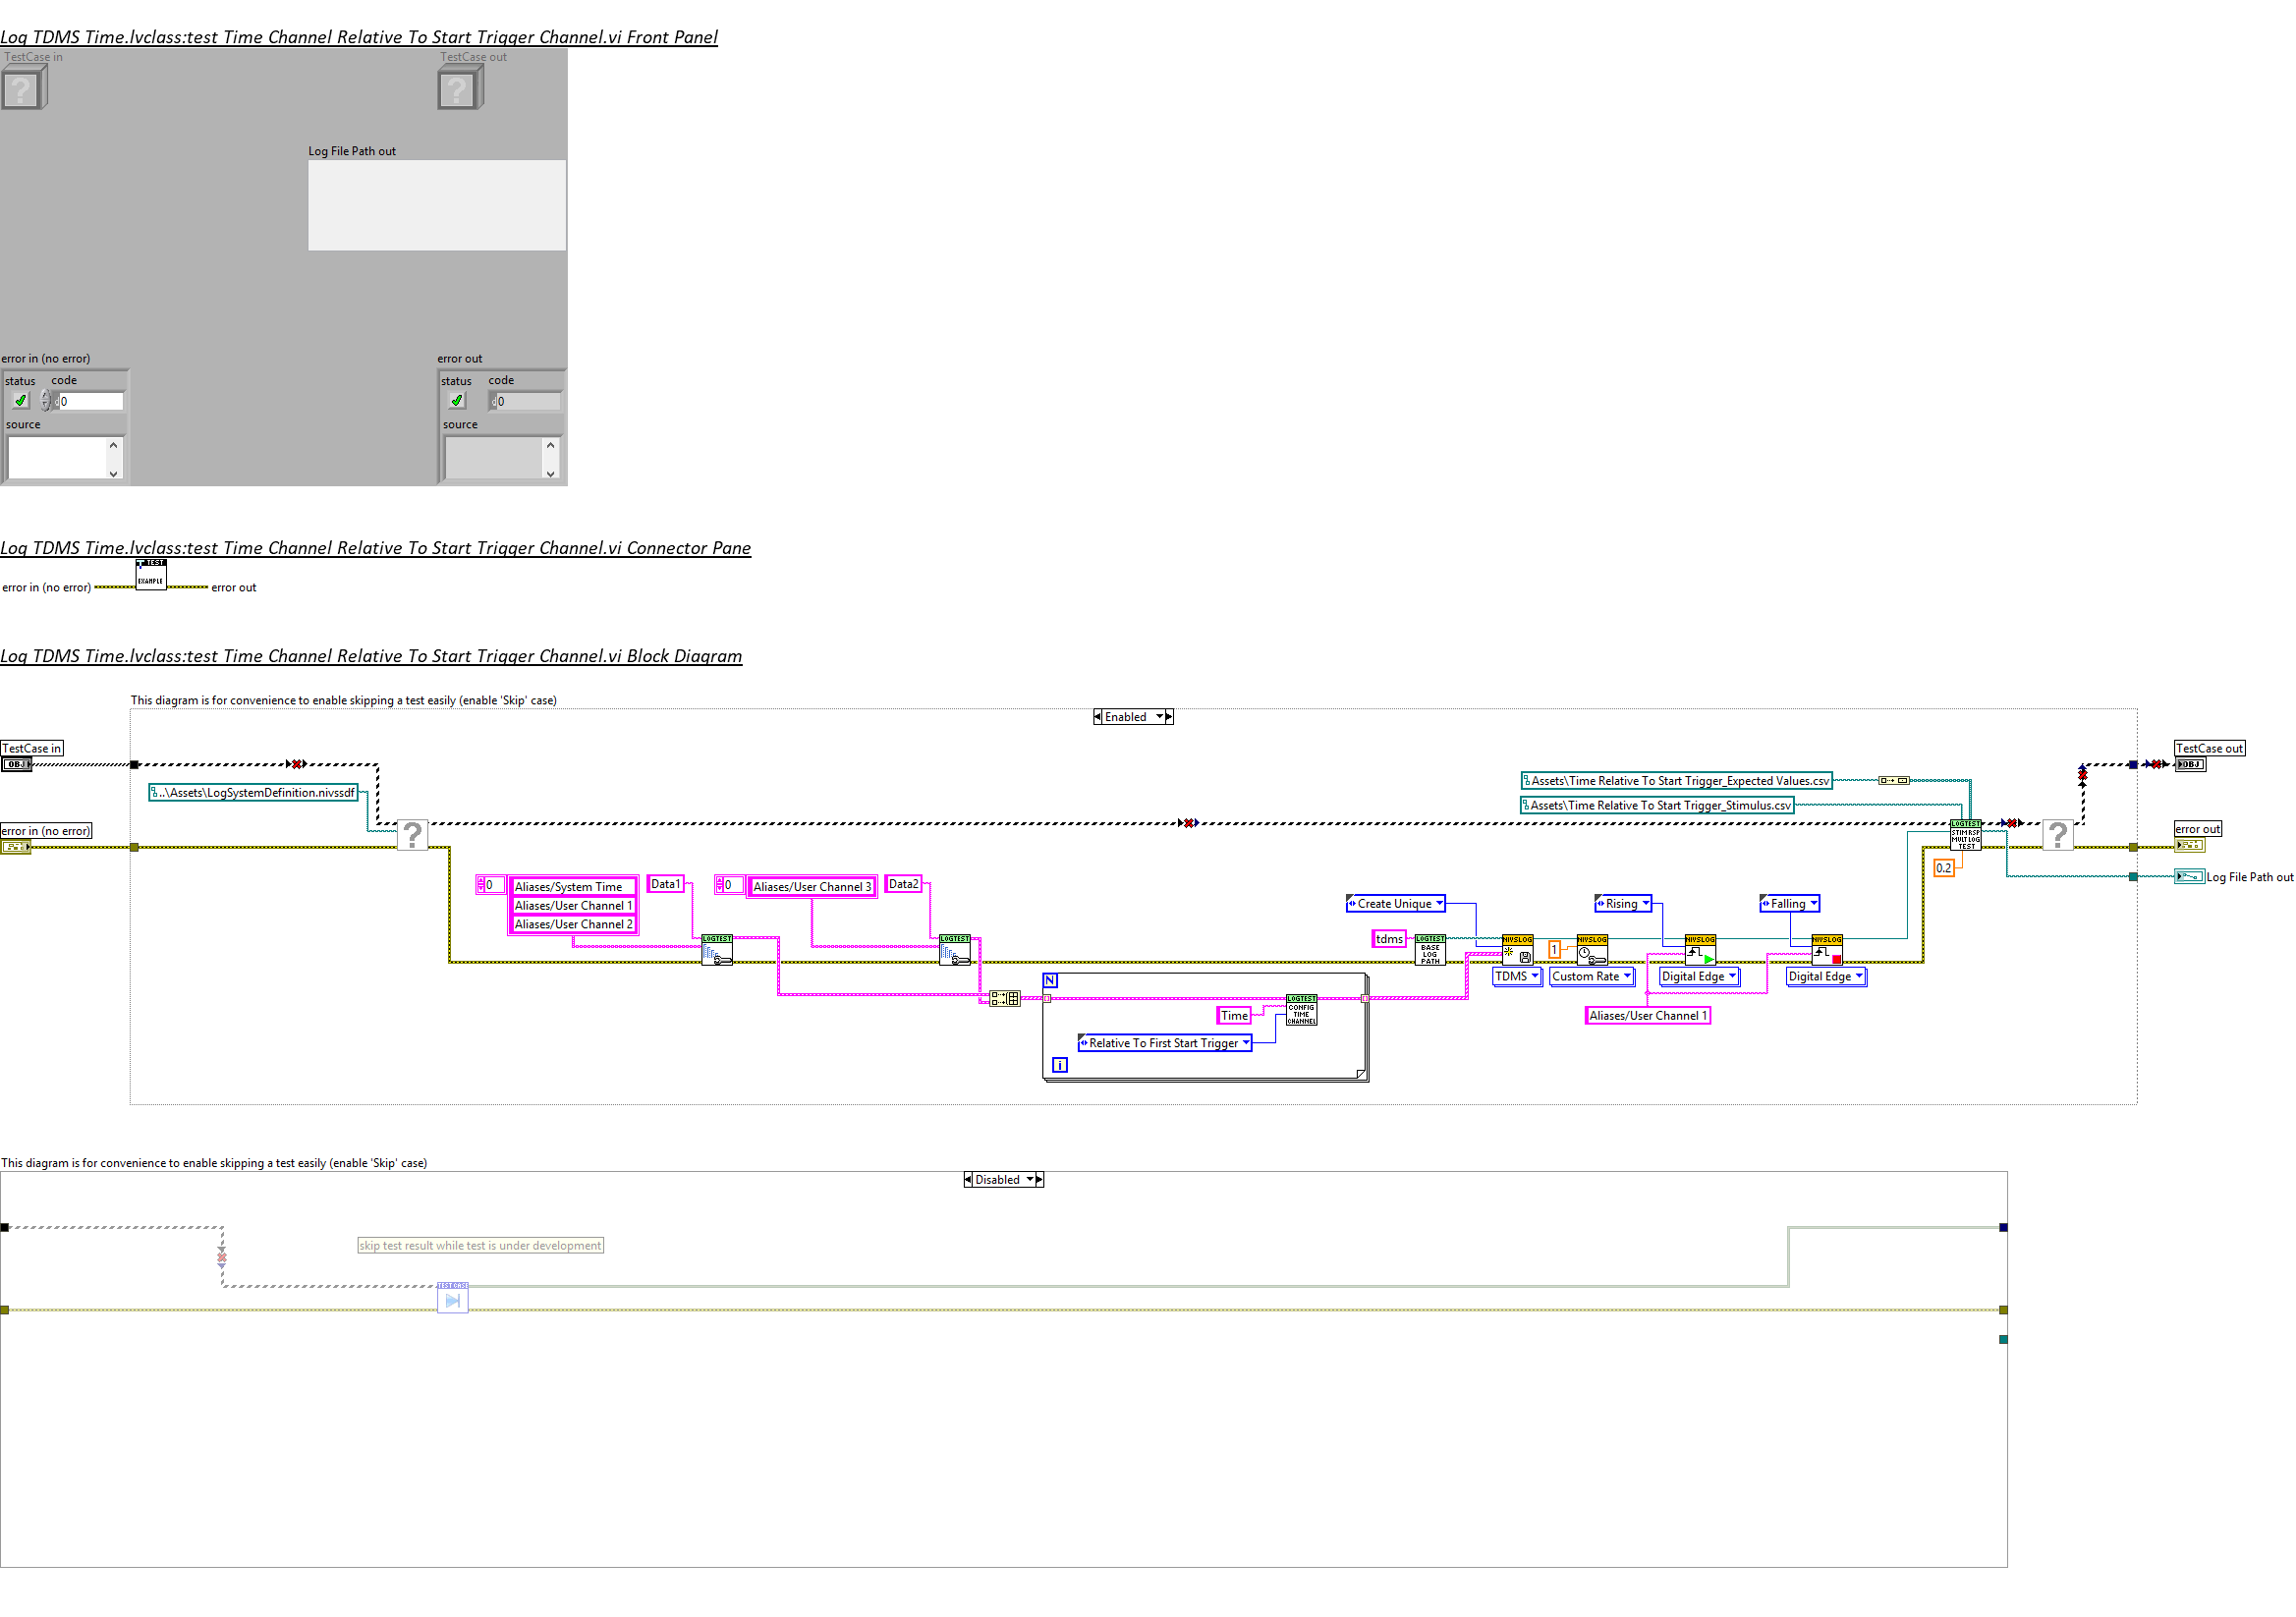 Log TDMS Time.lvclass:test Time Channel Relative To Start Trigger Channel.vi Front Panel
TestCase in
TestCase out
?
?
Log File Path out
error in (no error)
error out
status code
status code
0
d0
source
source
Log TDMS Time.lvclass:test Time Channel Relative To Start Trigger Channel.vi Connector Pane
TEST
EXAMPLE
error in (no error)
error out
Log TDMS Time.lvclass:test Time Channel Relative To Start Trigger Channel.vi Block Diagram
This diagram is for convenience to enable skipping a test easily (enable 'Skip' case)
Enabled
TestCase in
OBJ
TestCase out
OBJ
..\Assets\LogSystemDefinition.nivssdf
Assets\Time Relative To Start Trigger_Expected Values.csv
Assets\Time Relative To Start Trigger_Stimulus.csv
error in (no error)
?
LOGTEST
STIM RSP
MULT LOG
TEST
?
error out
0.2
Log File Path out
0
Aliases/System Time
Aliases/User Channel 1
Aliases/User Channel 2
Data1
0
Aliases/User Channel 3
Data2
Create Unique
Rising
Falling
LOGTEST
LOGTEST
tdms
LOGTEST
BASE
LOG
PATH
NIVSLOG
1
NIVSLOG
NIVSLOG
NIVSLOG
TDMS
Custom Rate
Digital Edge
Digital Edge
N
LOGTEST
CONFIG
TIME
CHANNEL
Time
Aliases/User Channel 1
Relative To First Start Trigger
i
This diagram is for convenience to enable skipping a test easily (enable 'Skip' case)
Disabled
skip test result while test is under development